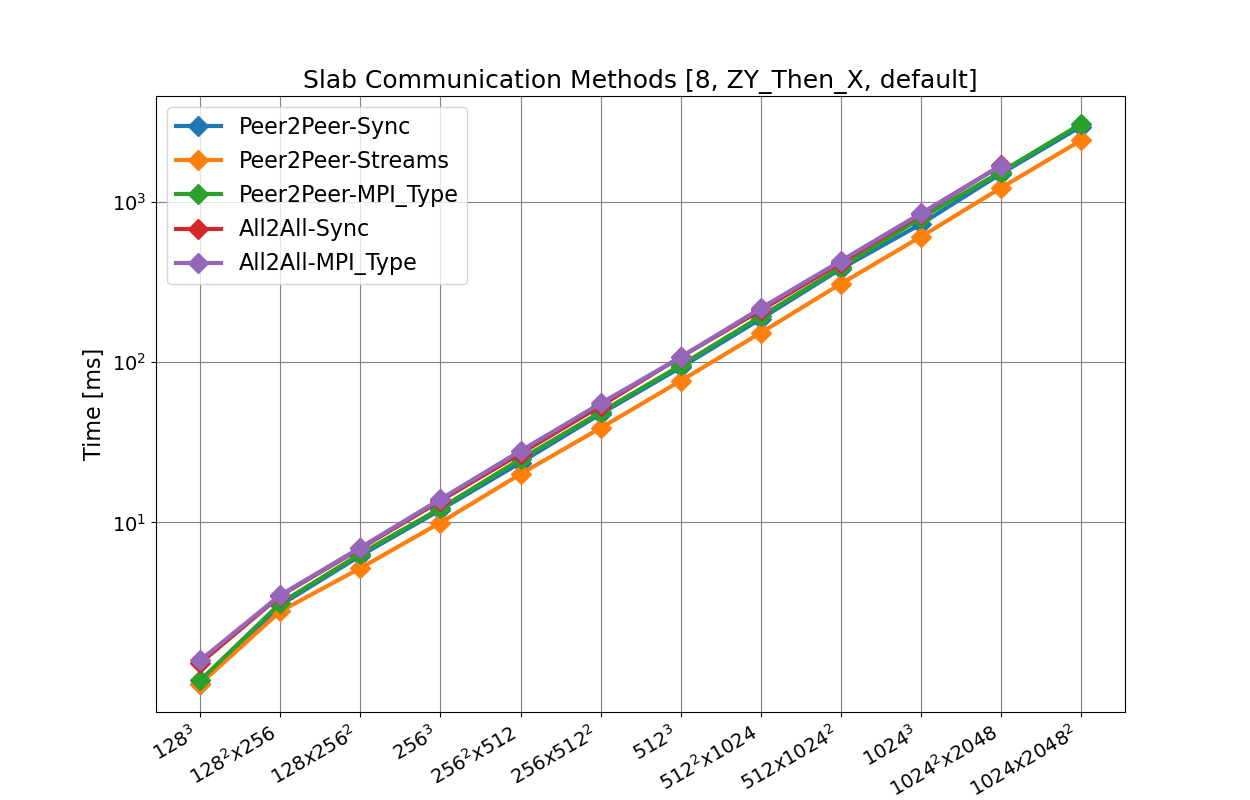 Slab Communication Methods [8, ZY_Then_X, default]
Peer2Peer-Sync
Peer2Peer-Streams
Peer2Peer-MPI_Type
All2All-Sync
All2All-MPI_Type
Time [ms]
10³
10²
10¹
128³
128²x256
128x256²
256³
256²x512
256x512²
512³
512²x1024
512x1024²
1024³
1024²x2048
1024x2048²